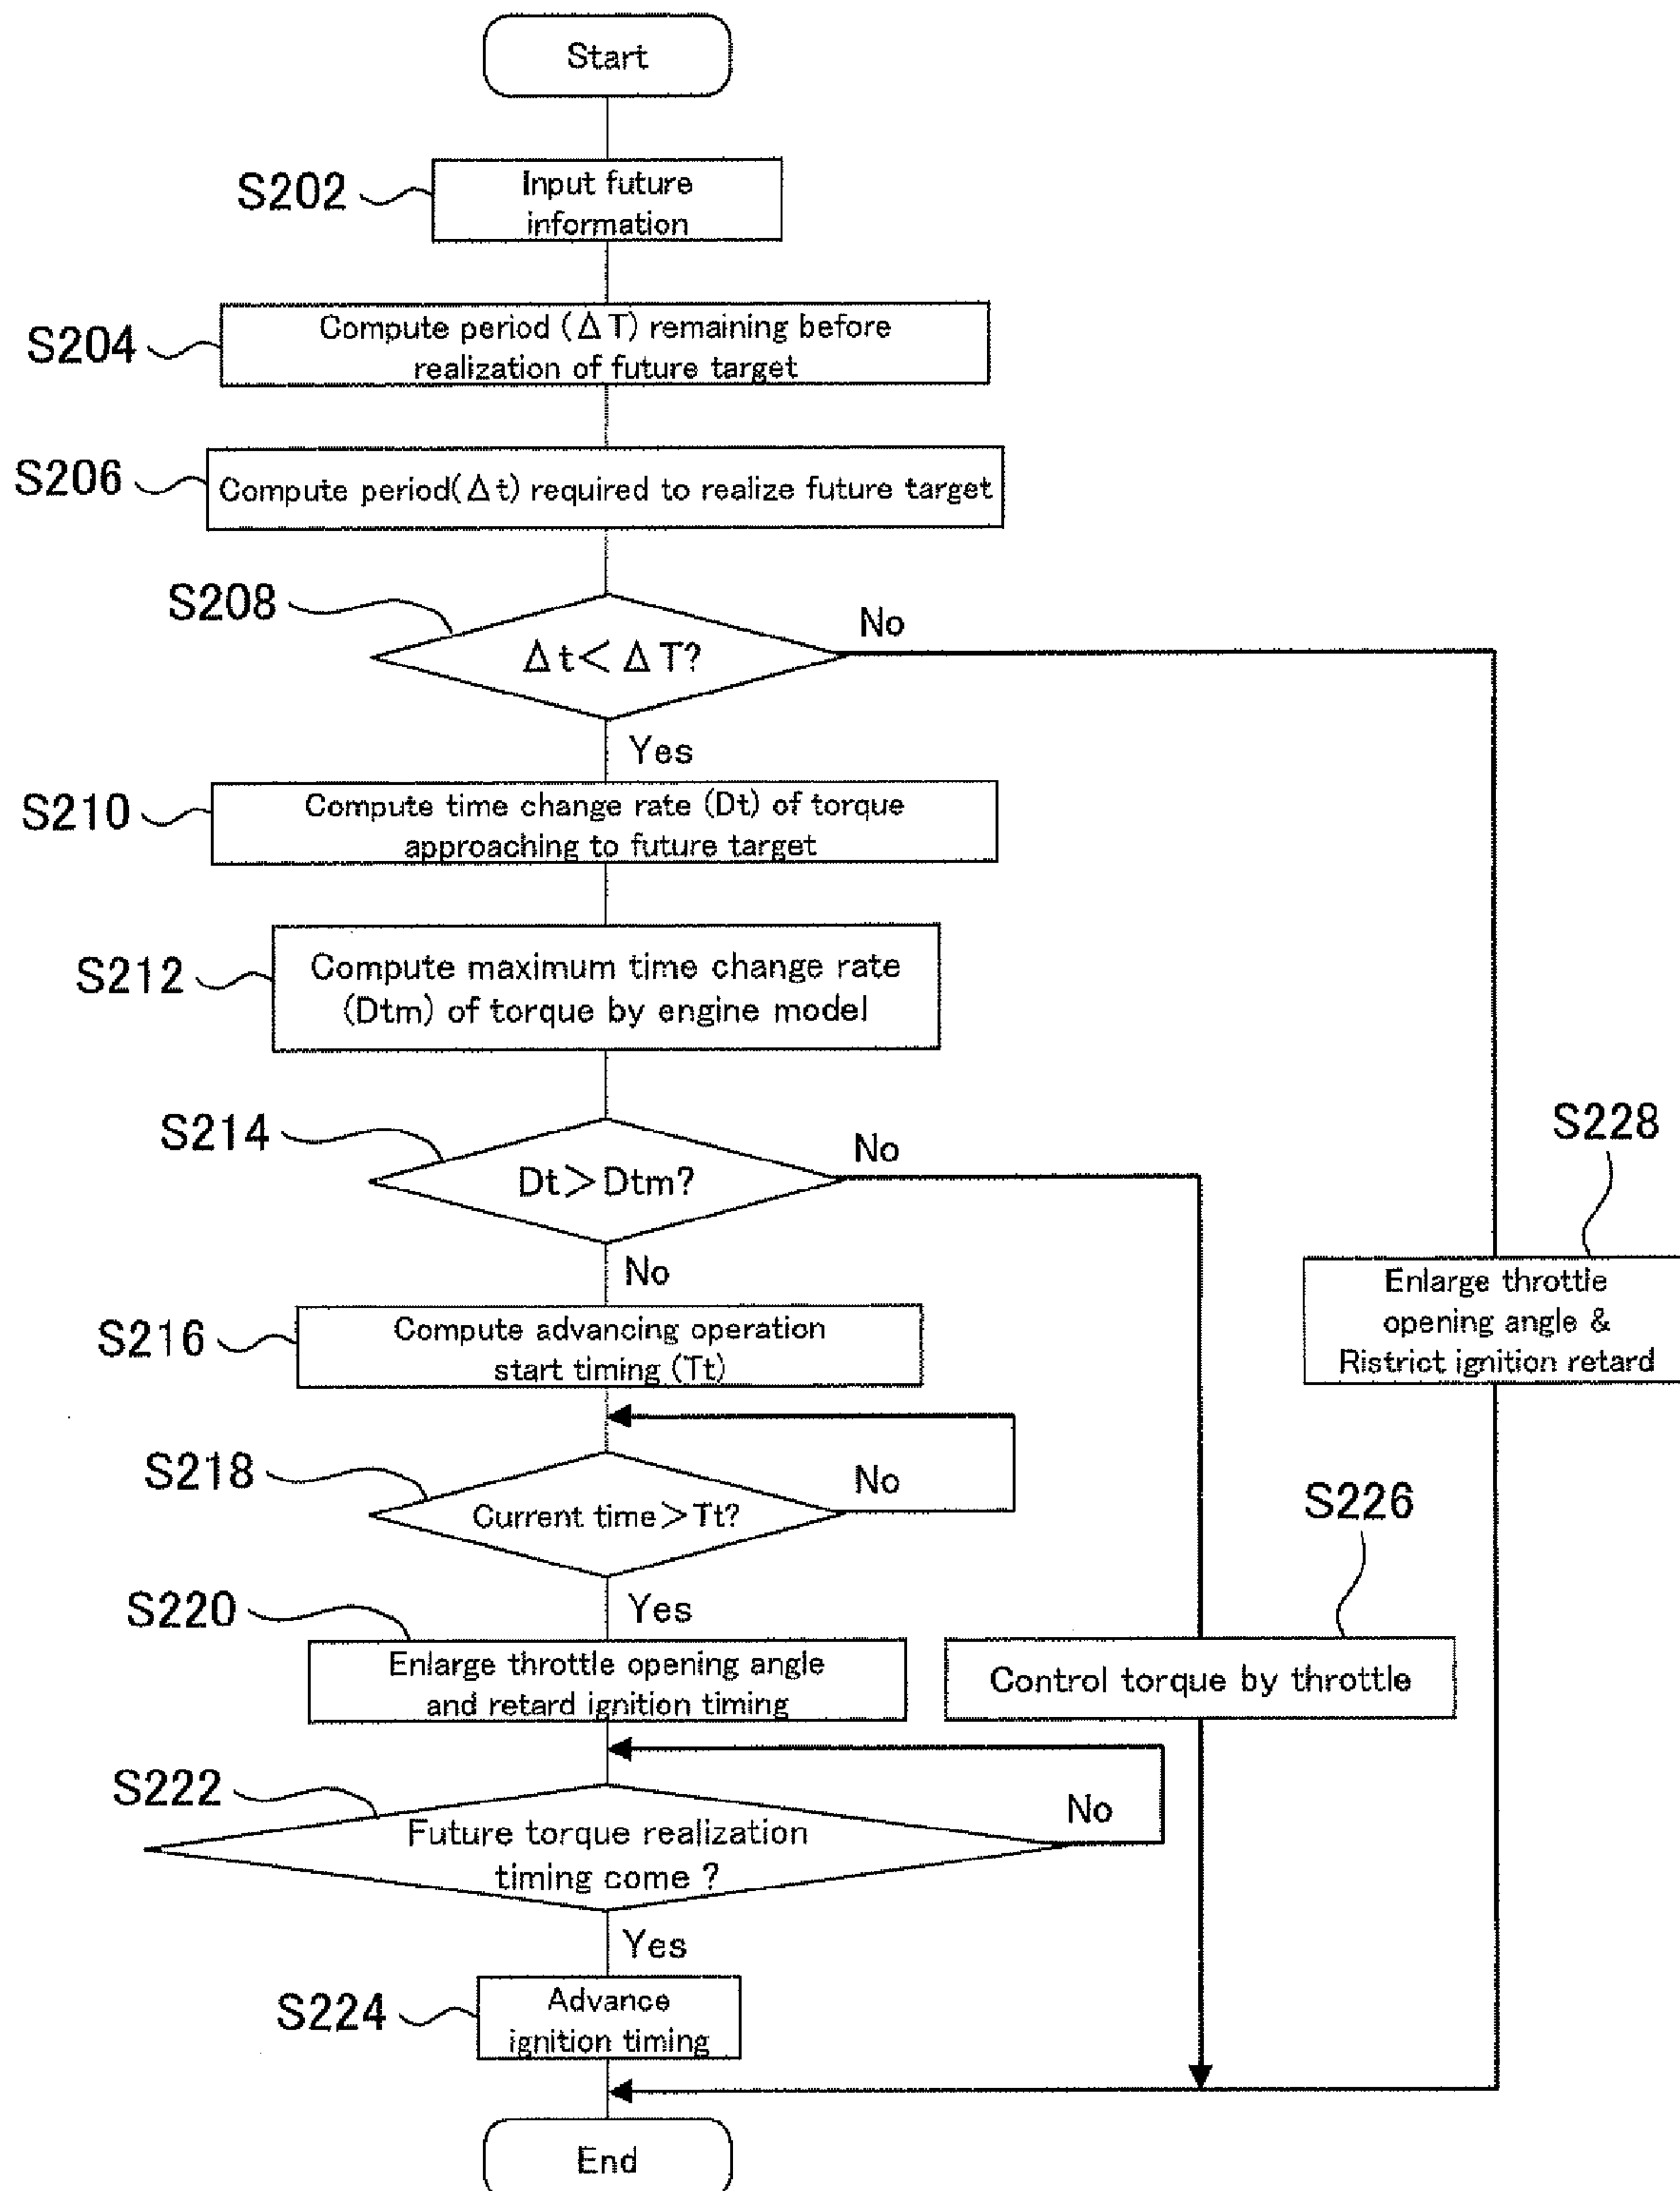 Start
S202
Input future
information
S204
Compute period (ΔT) remaining before
realization of future target
S206
Compute period(Δt) required to realize future target
S208
Δt<ΔT?
No
Yes
S210
Compute time change rate (Dt) of torque
approaching to future target
S212
Compute maximum time change rate
(Dtm) of torque by engine model
S214
Dt>Dtm?
No
No
S216
Compute advancing operation
start timing (Tt)
S228
Enlarge throttle
opening angle &
Ristrict ignition retard
S218
Current time>Tt?
No
Yes
S220
Enlarge throttle opening angle
and retard ignition timing
S226
Control torque by throttle
S222
Future torque realization
timing come ?
No
Yes
S224
Advance
ignition timing
End